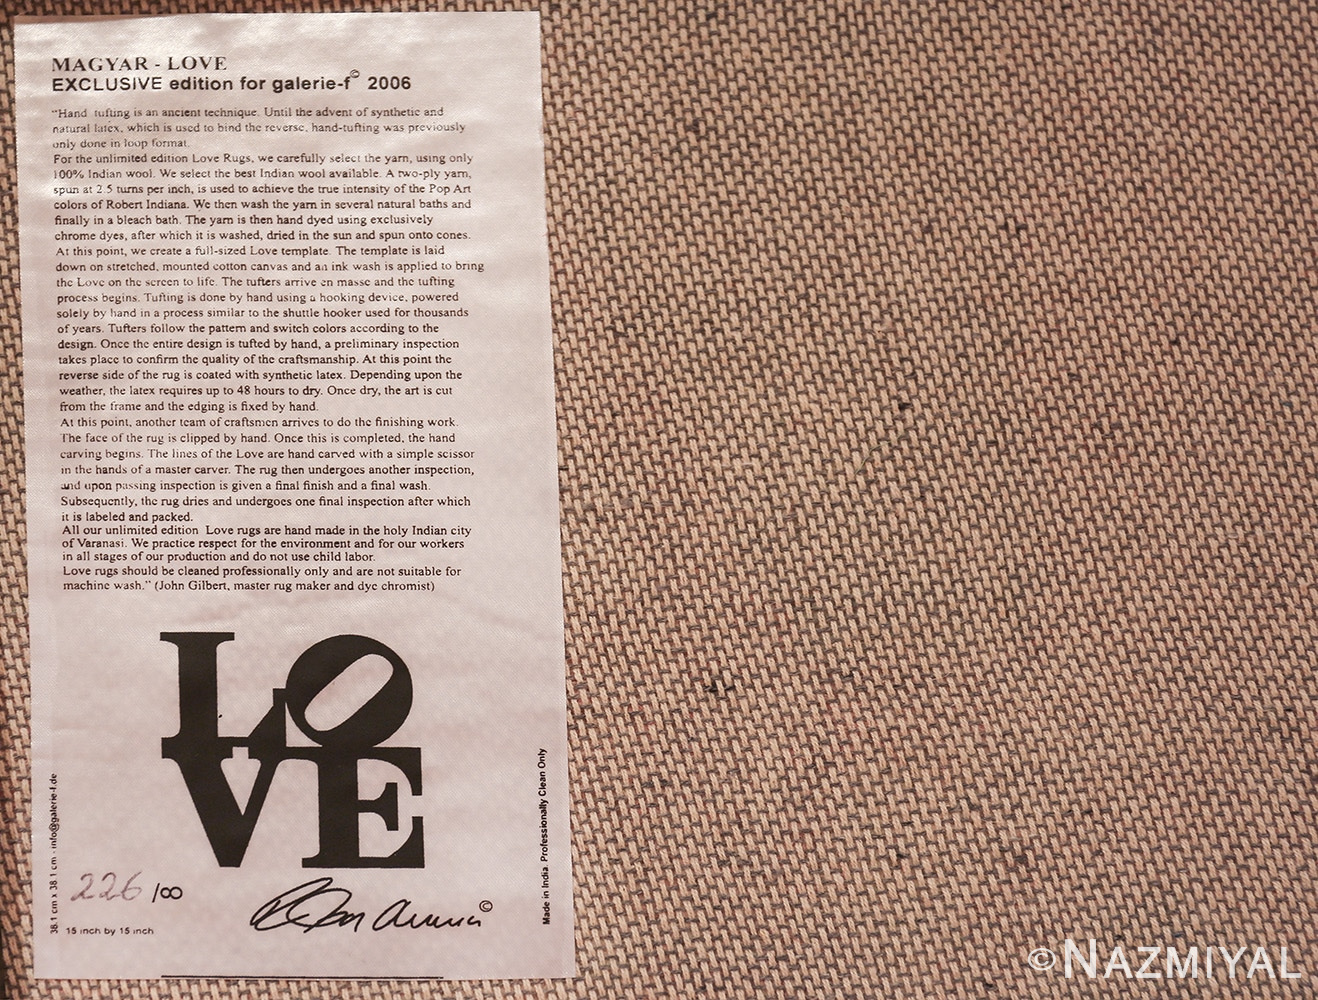 MAGYAR - LOVE
EXCLUSIVE edition for galerie-f© 2006
"Hand tufting is an ancient technique. Until the advent of synthetic and
natural latex, which is used to bind the reverse, hand-tufting was previously
only done in loop format.
For the unlimited edition Love Rugs, we carefully select the yarn, using only
100% Indian wool. We select the best Indian wool available. A two-ply yarn,
spun at 2.5 turns per inch, is used to achieve the true intensity of the Pop Art
colors of Robert Indiana. We then wash the yarn in several natural baths and
finally in a bleach bath. The yarn is then hand dyed using exclusively
chrome dyes, after which it is washed, dried in the sun and spun onto cones.
At this point, we create a full-sized Love template. The template is laid
down on stretched, mounted cotton canvas and an ink wash is applied to bring
the Love on the screen to life. The tufters arrive en masse and the tufting
process begins. Tufting is done by hand using a hooking device, powered
solely by hand in a process similar to the shuttle hooker used for thousands
of years. Tufters follow the pattern and switch colors according to the
design. Once the entire design is tufted by hand, a preliminary inspection
takes place to confirm the quality of the craftsmanship. At this point the
reverse side of the rug is coated with synthetic latex. Depending upon the
weather, the latex requires up to 48 hours to dry. Once dry, the art is cut
from the frame and the edging is fixed by hand.
At this point, another team of craftsmen arrives to do the finishing work.
The face of the rug is clipped by hand. Once this is completed, the hand
carving begins. The lines of the Love are hand carved with a simple scissor
in the hands of a master carver. The rug then undergoes another inspection,
and upon passing inspection is given a final finish and a final wash.
Subsequently, the rug dries and undergoes one final inspection after which
it is labeled and packed.
All our unlimited edition Love rugs are hand made in the holy Indian city
of Varanasi. We practice respect for the environment and for our workers
in all stages of our production and do not use child labor.
Love rugs should be cleaned professionally only and are not suitable for
machine wash." (John Gilbert, master rug maker and dye chromist)
LO
VE
38.1 cm x 38.1 cm - info@galerie-f.de
226 /∞
15 inch by 15 inch
©
Made in India. Professionally Clean Only
© NAZMIYAL